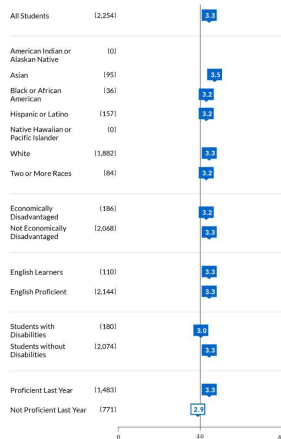 All Students (2,254) 3.3
American Indian or (0)
Alaskan Native
Asian (95) 3.5
Black or African (36) 3.2
American
Hispanic or Latino (157) 3.2
Native Hawaiian or (0)
Pacific Islander
White (1,882) 3.3
Two or More Races (84) 3.2
Economically (186) 3.2
Disadvantaged
Not Economically (2,068) 3.3
Disadvantaged
English Learners (110) 3.3
English Proficient (2,144) 3.3
Students with (180) 3.0
Disabilities
Students without (2,074) 3.3
Disabilities
Proficient Last Year (1,483) 3.3
Not Proficient Last Year (771) 2.9
0 3.0 6